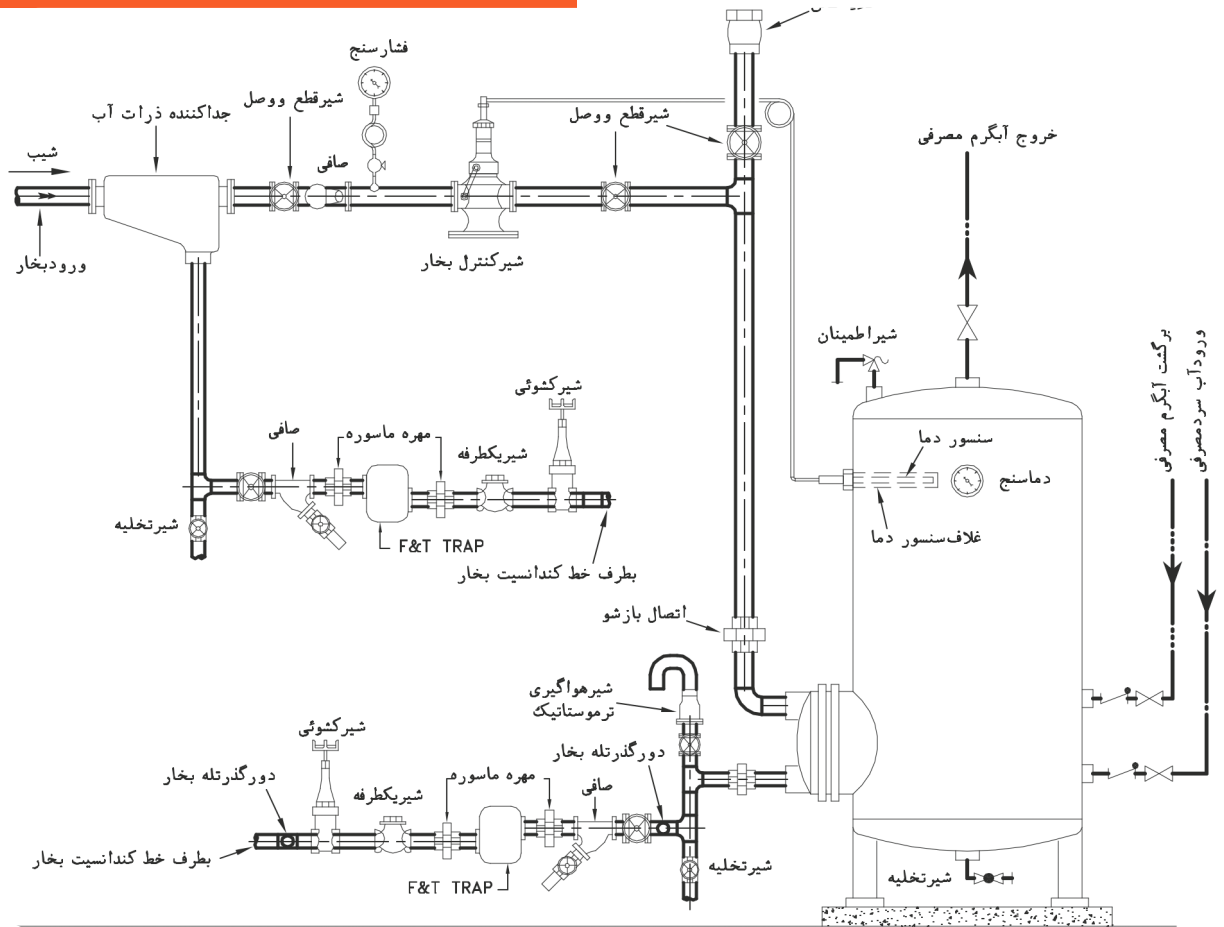 فشارسنج
شیرقطع ووصل
جداکننده ذرات آب
شیرقطع ووصل
خروج آبگرم مصرفی
صافی
شیب
ورودبخار
شیرکنترل بخار
شیراطمینان
برگشت آبگرم مصرفی
ورودآب سردمصرفی
شیرکشوئی
صافی
مهره ماسوره
شیریکطرفه
سنسور دما
دماسنج
شیرتخلیه
غلاف سنسور دما
F&T TRAP
بطرف خط کندانسیت بخار
اتصال بازشو
شیرهواگیری
ترموستاتیک
شیرکشوئی
دورگذرتله بخار
دورگذرتله بخار
مهره ماسوره
صافی
شیریکطرفه
بطرف خط کندانسیت بخار
شیرتخلیه
شیرتخلیه
F&T TRAP